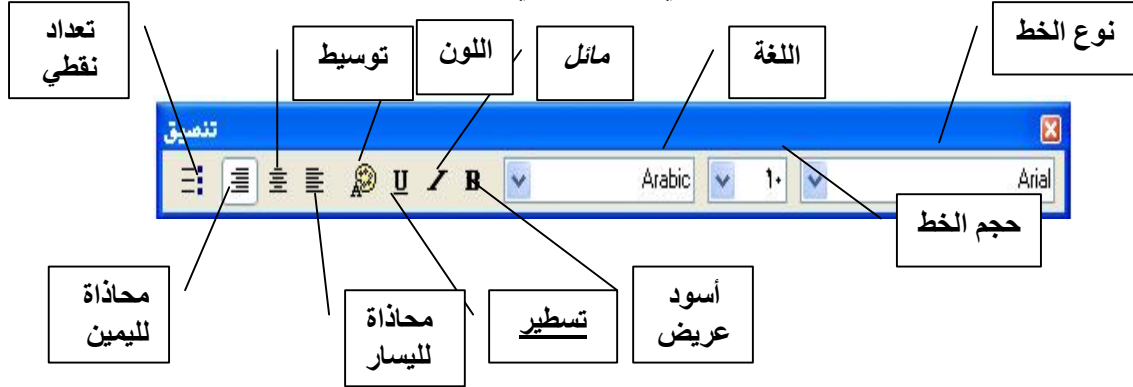 نوع الخط
اللغة
مائل
اللون
توسيط
تعداد
نقطي
تنسيق
Arial
١٠
Arabic
B
I
U
A
حجم الخط
أسود
عريض
تسطير
محاذاة
لليسار
محاذاة
لليمين